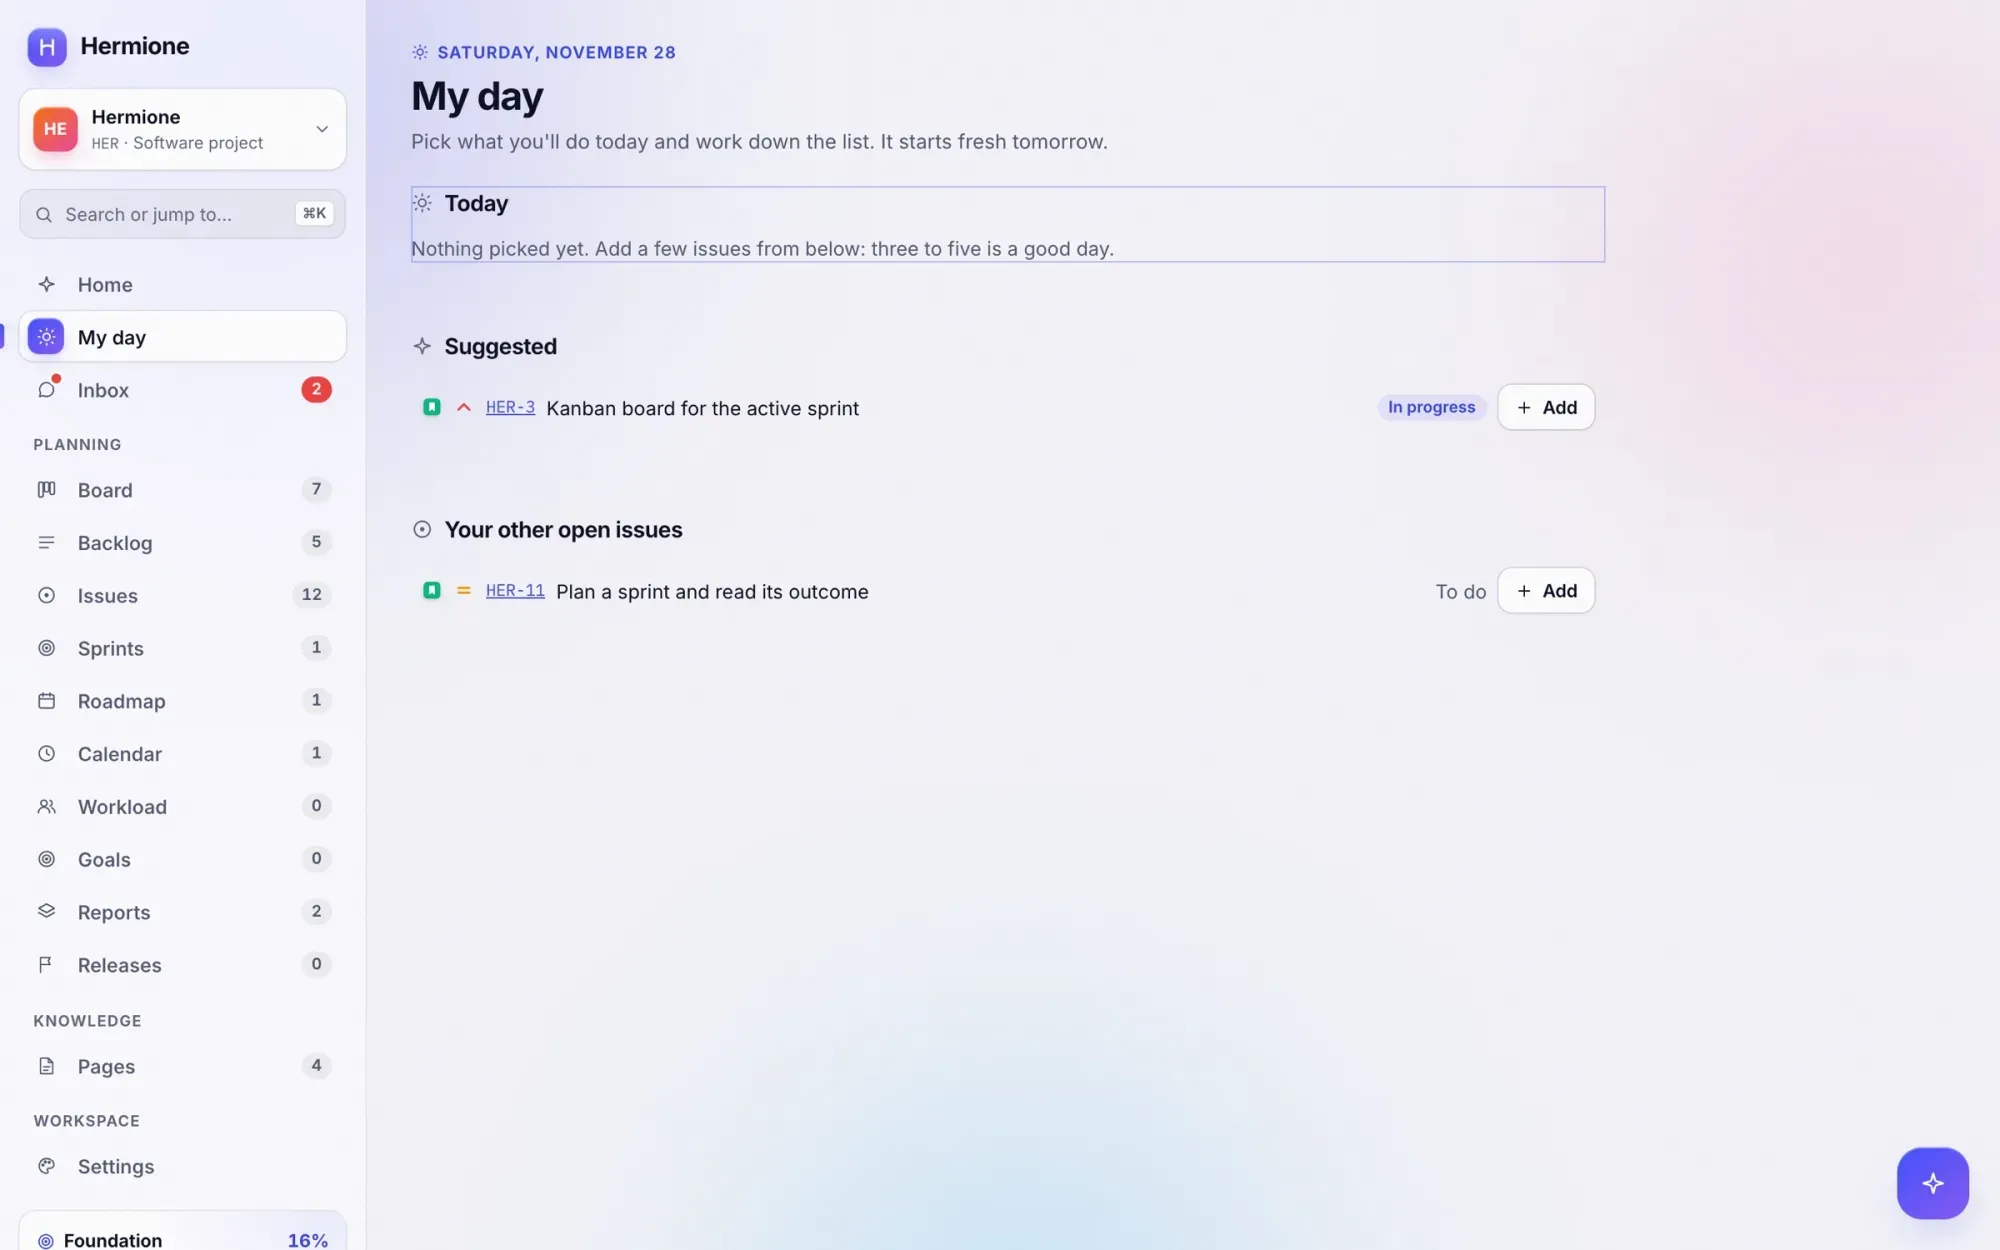 H Hermione
HE Hermione
HER · Software project
Search or jump to... ⌘K
Home
My day
Inbox 2
PLANNING
Board 7
Backlog 5
Issues 12
Sprints 1
Roadmap 1
Calendar 1
Workload 0
Goals 0
Reports 2
Releases 0
KNOWLEDGE
Pages 4
WORKSPACE
Settings
Foundation 16%
SATURDAY, NOVEMBER 28
My day
Pick what you'll do today and work down the list. It starts fresh tomorrow.
Today
Nothing picked yet. Add a few issues from below: three to five is a good day.
Suggested
HER-3 Kanban board for the active sprint In progress + Add
Your other open issues
HER-11 Plan a sprint and read its outcome To do + Add